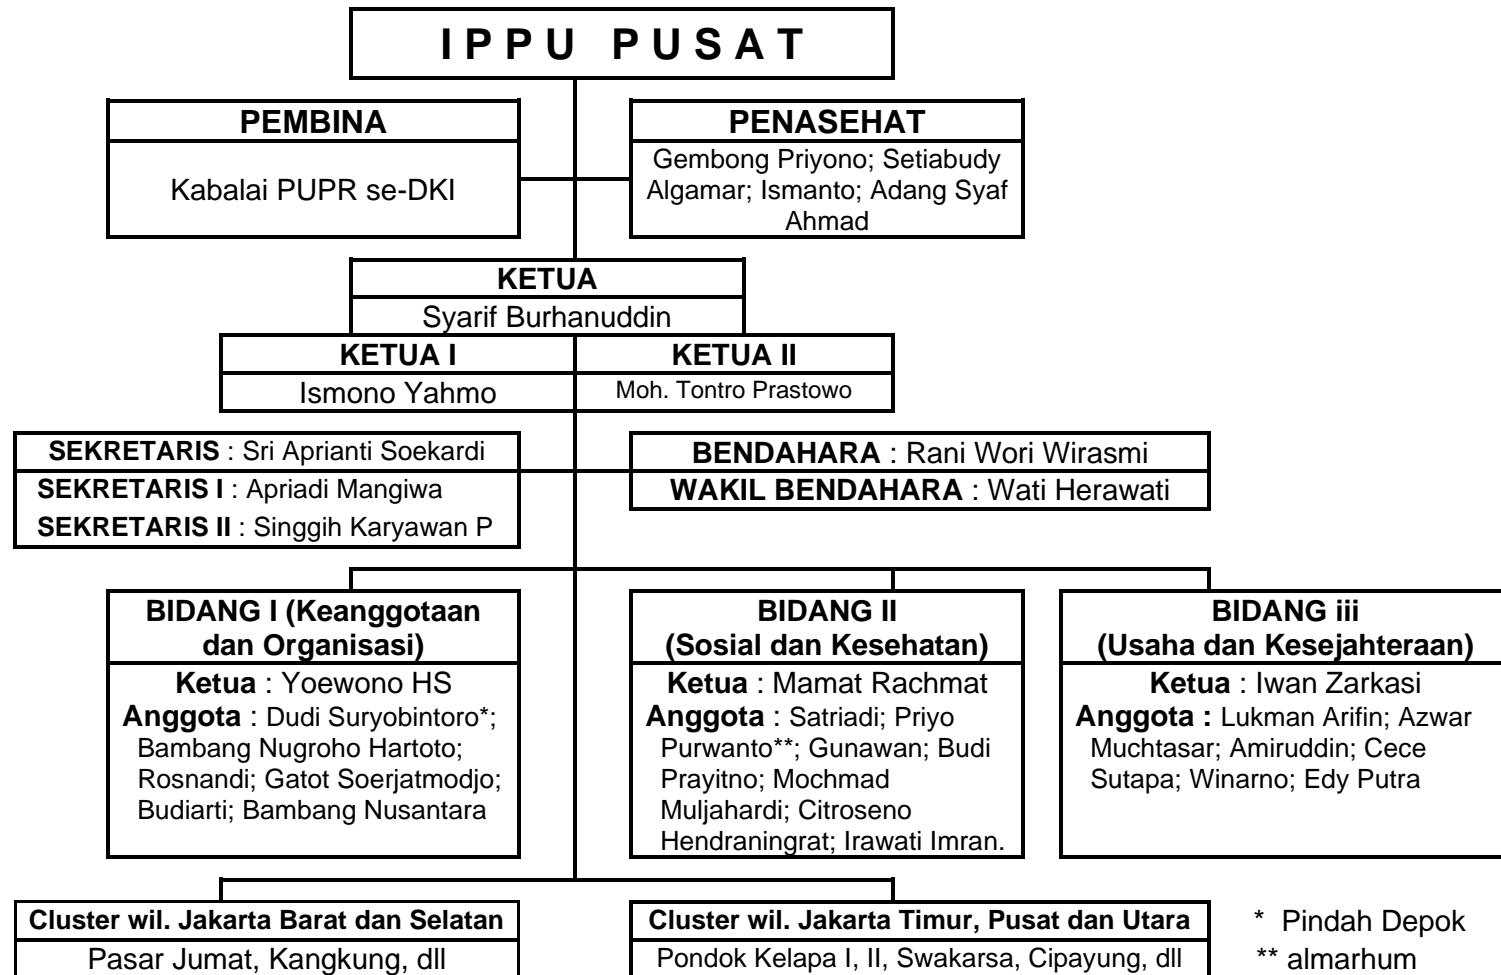 IPPU PUSAT
PEMBINA
Kabalai PUPR se-DKI
PENASEHAT
Gembong Priyono; Setiabudy
Algamar; Ismanto; Adang Syaf
Ahmad
KETUA
Syarif Burhanuddin
KETUA I
Ismono Yahmo
KETUA II
Moh. Tontro Prastowo
SEKRETARIS : Sri Aprianti Soekardi
SEKRETARIS I : Apriadi Mangiwa
SEKRETARIS II : Singgih Karyawan P
BENDAHARA : Rani Wori Wirasmi
WAKIL BENDAHARA : Wati Herawati
BIDANG I (Keanggotaan
dan Organisasi)
Ketua : Yoewono HS
Anggota : Dudi Suryobintoro*;
Bambang Nugroho Hartoto;
Rosnandi; Gatot Soerjatmodjo;
Budiarti; Bambang Nusantara
BIDANG II
(Sosial dan Kesehatan)
Ketua : Mamat Rachmat
Anggota : Satriadi; Priyo
Purwanto**; Gunawan; Budi
Prayitno; Mochmad
Muljahardi; Citroseno
Hendraningrat; Irawati Imran.
BIDANG iii
(Usaha dan Kesejahteraan)
Ketua : Iwan Zarkasi
Anggota : Lukman Arifin; Azwar
Muchtasar; Amiruddin; Cece
Sutapa; Winarno; Edy Putra
Cluster wil. Jakarta Barat dan Selatan
Pasar Jumat, Kangkung, dll
Cluster wil. Jakarta Timur, Pusat dan Utara
Pondok Kelapa I, II, Swakarsa, Cipayung, dll
* Pindah Depok
** almarhum